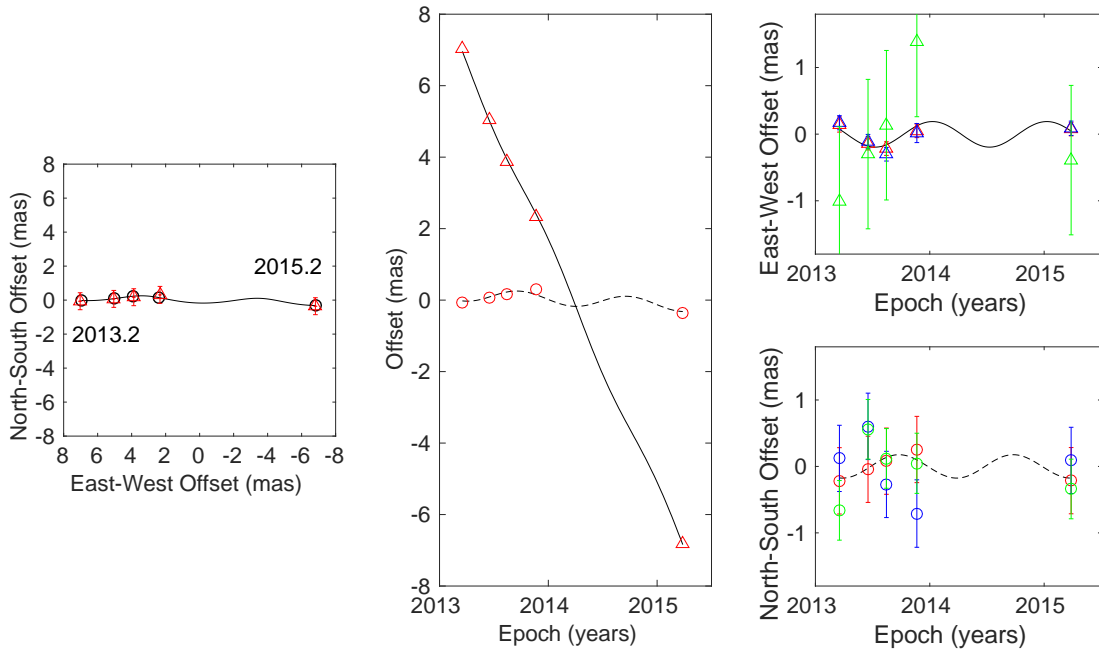 North-South Offset (mas)
8
6
4
2
0
-2
-4
-6
-8
2015.2
2013.2
8 6 4 2 0 -2 -4 -6 -8
East-West Offset (mas)
Offset (mas)
8
6
4
2
0
-2
-4
-6
-8
2013 2014 2015
Epoch (years)
East-West Offset (mas)
1
0
-1
2013 2014 2015
Epoch (years)
North-South Offset (mas)
1
0
-1
2013 2014 2015
Epoch (years)